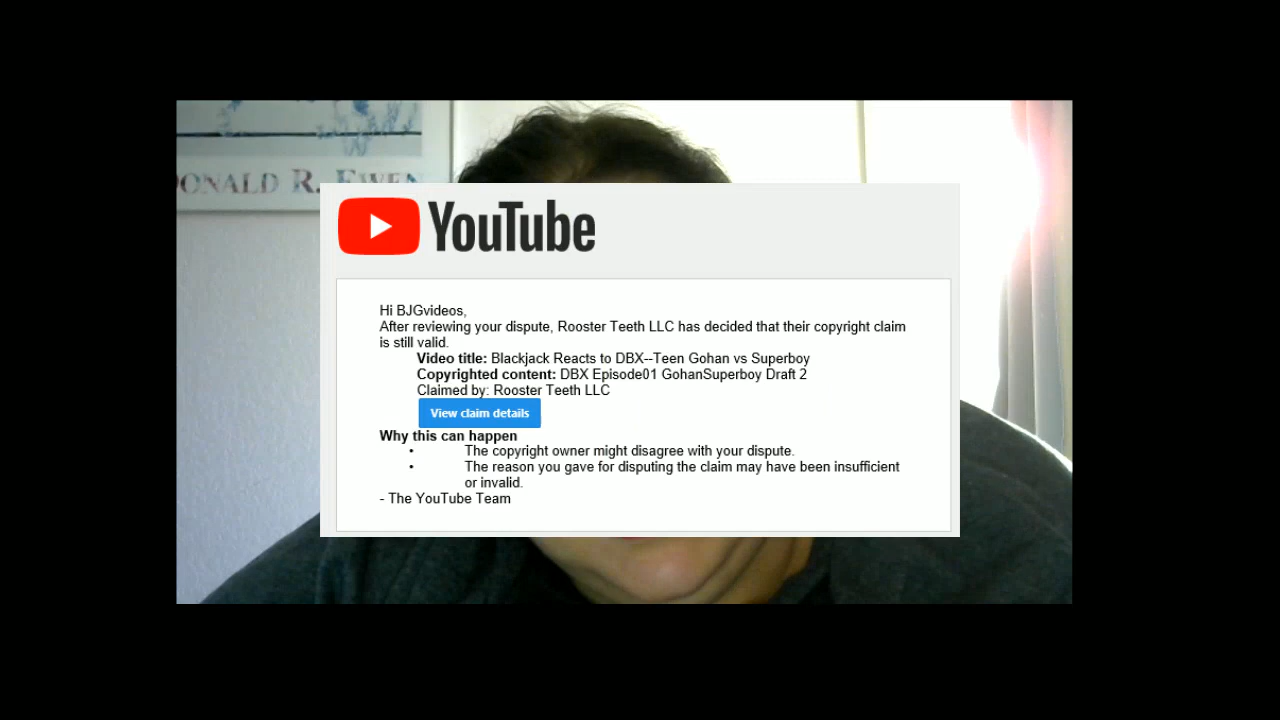 DONALD R. EWEN
YouTube
Hi BJGvideos,
After reviewing your dispute, Rooster Teeth LLC has decided that their copyright claim
is still valid.
Video title: Blackjack Reacts to DBX--Teen Gohan vs Superboy
Copyrighted content: DBX Episode01 GohanSuperboy Draft 2
Claimed by: Rooster Teeth LLC
View claim details
Why this can happen
• The copyright owner might disagree with your dispute.
• The reason you gave for disputing the claim may have been insufficient
or invalid.
- The YouTube Team